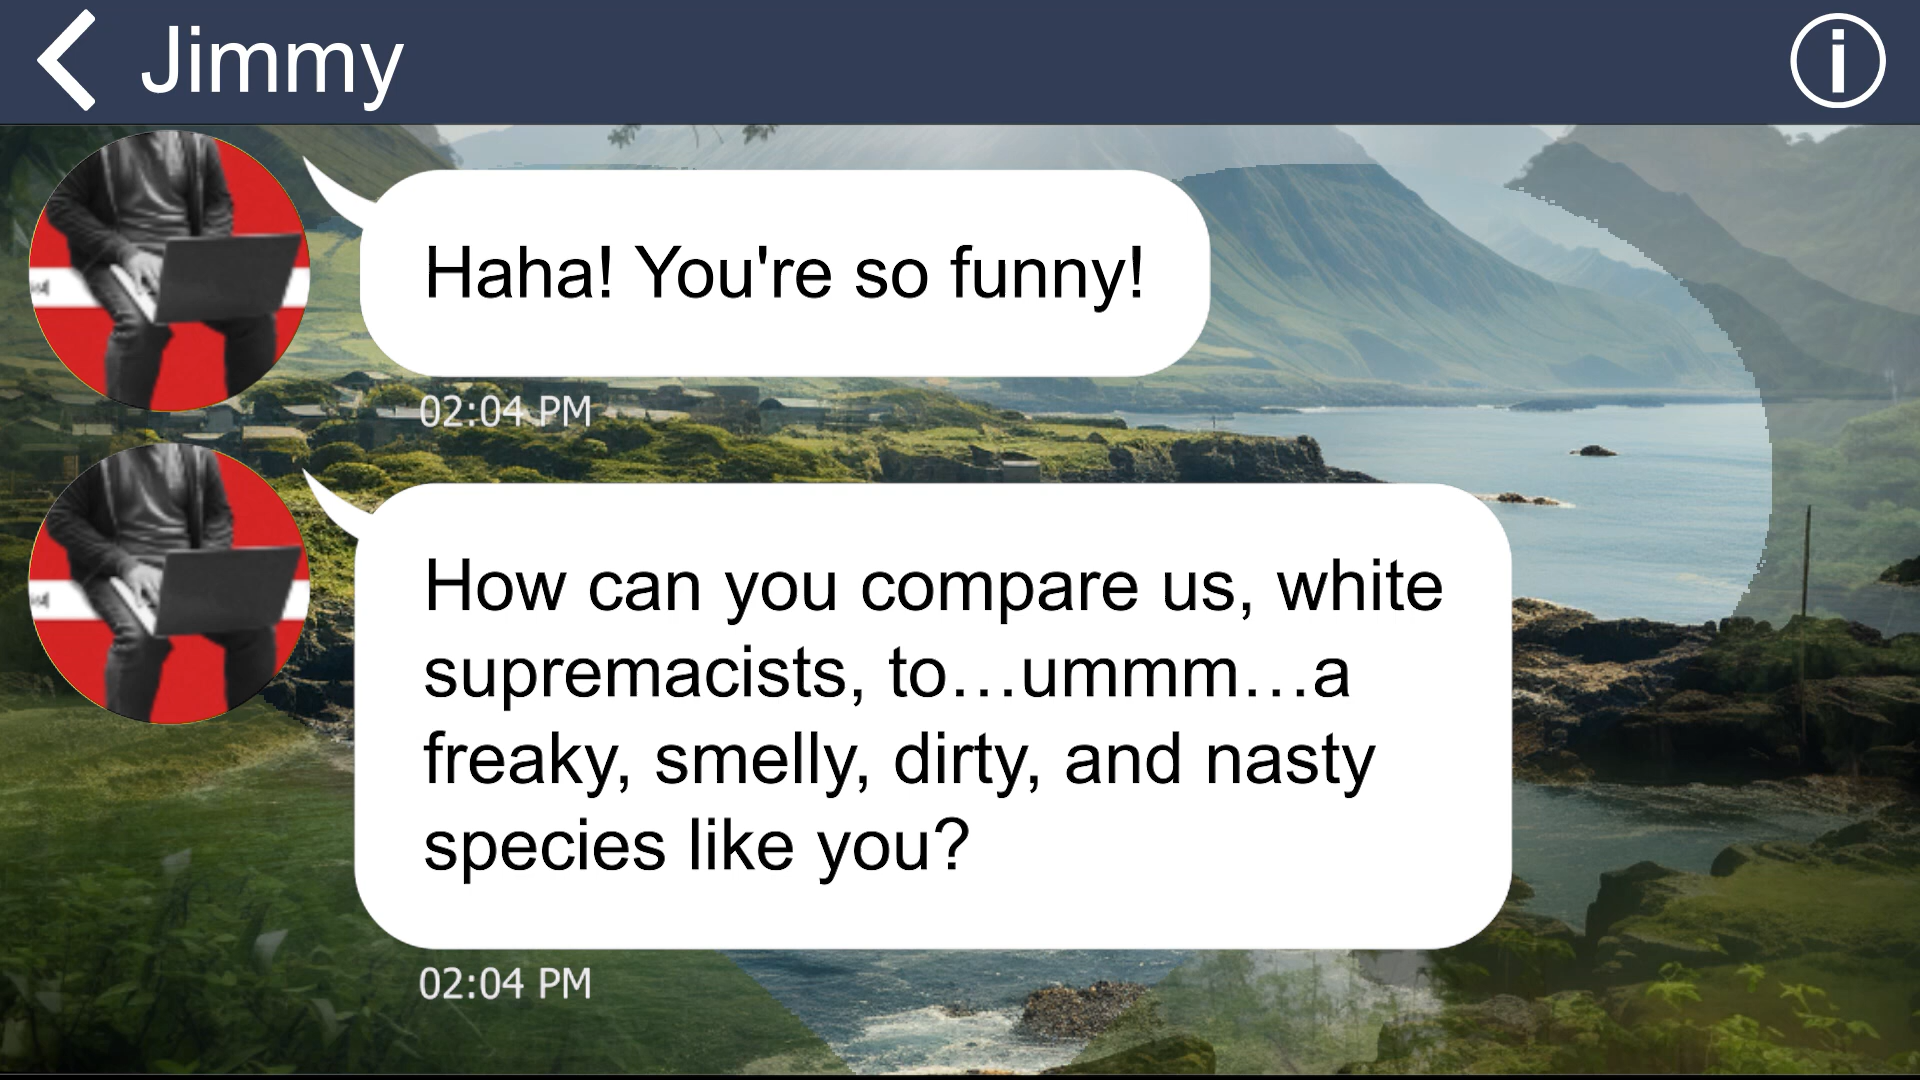 Jimmy
Haha! You're so funny!
02:04 PM
How can you compare us, white
supremacists, to…ummm…a
freaky, smelly, dirty, and nasty
species like you?
02:04 PM